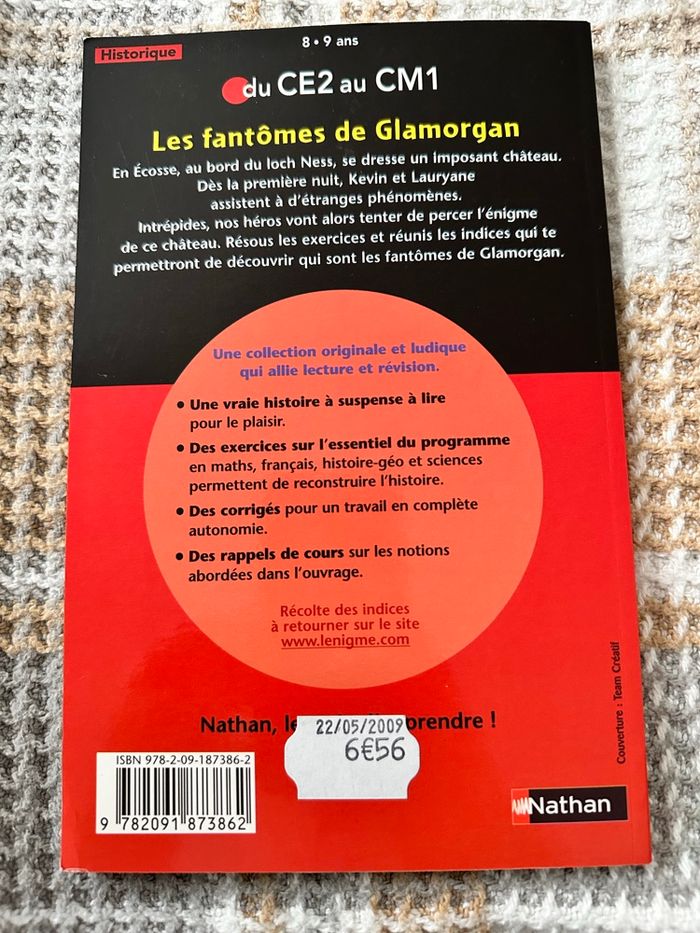 Historique
8 • 9 ans
du CE2 au CM1
Les fantômes de Glamorgan
En Écosse, au bord du loch Ness, se dresse un imposant château.
Dès la première nuit, Kevin et Lauryane
assistent à d'étranges phénomènes.
Intrépides, nos héros vont alors tenter de percer l'énigme
de ce château. Résous les exercices et réunis les indices qui te
permettront de découvrir qui sont les fantômes de Glamorgan.
Une collection originale et ludique
qui allie lecture et révision.
• Une vraie histoire à suspense à lire
pour le plaisir.
• Des exercices sur l'essentiel du programme
en maths, français, histoire-géo et sciences
permettent de reconstruire l'histoire.
• Des corrigés pour un travail en complète
autonomie.
• Des rappels de cours sur les notions
abordées dans l'ouvrage.
Récolte des indices
à retourner sur le site
www.lenigme.com
Nathan, prendre !
22/05/2009
6€56
ISBN 978-2-09-187386-2
9 782091 873862
Nathan
Couverture : Team Créatif